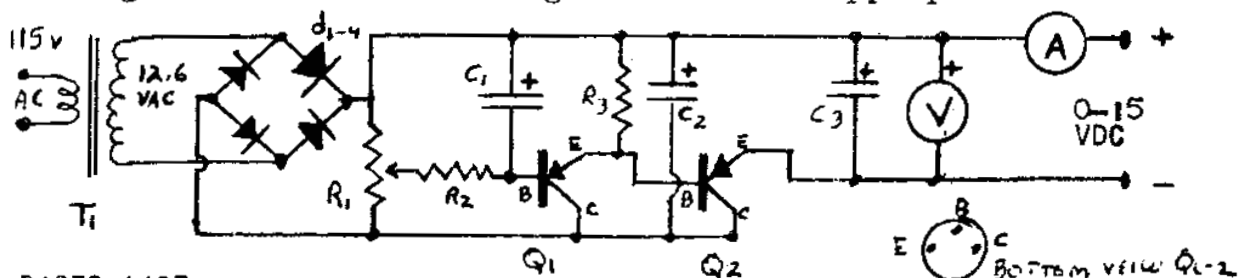 115v
AC
12.6
VAC
T1
d1-4
R1
R2
C1
+
B
E
C
Q1
R3
+
C2
B
E
C
Q2
+
C3
+
V
A
+
0-15
VDC
-
B
E
C
BOTTOM VEIW Q1-2